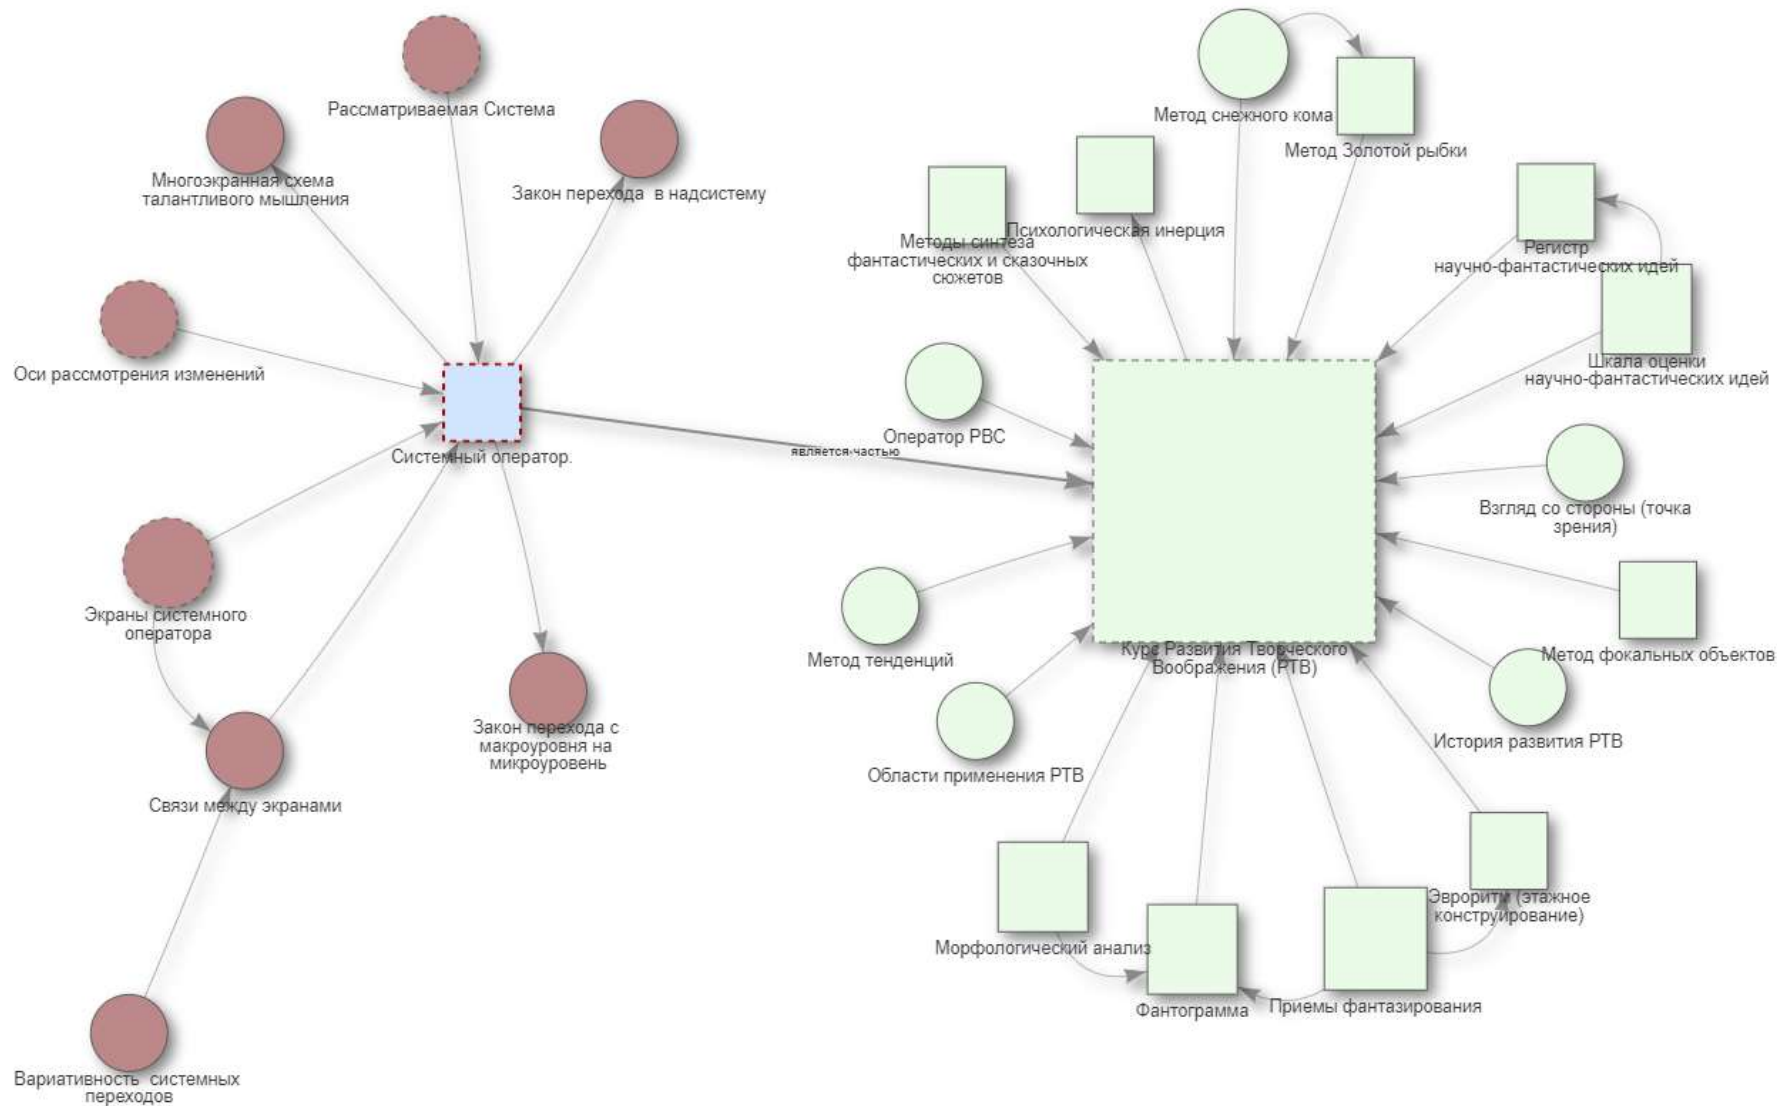 Рассматриваемая Система
Многоэкранная схема
талантливого мышления
Закон перехода  в надсистему
Оси рассмотрения изменений
Системный оператор.
Экраны системного
оператора
Связи между экранами
Закон перехода с
макроуровня на
микроуровень
Вариативность  системных
переходов
является частью
Метод снежного кома
Метод Золотой рыбки
Психологическая инерция
Методы синтеза
фантастических и сказочных
сюжетов
Регистр
научно-фантастических идей
Шкала оценки
научно-фантастических идей
Оператор РВС
Взгляд со стороны (точка
зрения)
Метод тенденций
Курс Развития Творческого
Воображения (РТВ)
Метод фокальных объектов
История развития РТВ
Области применения РТВ
Эврорити (этажное
конструирование)
Морфологический анализ
Фантограмма
Приемы фантазирования